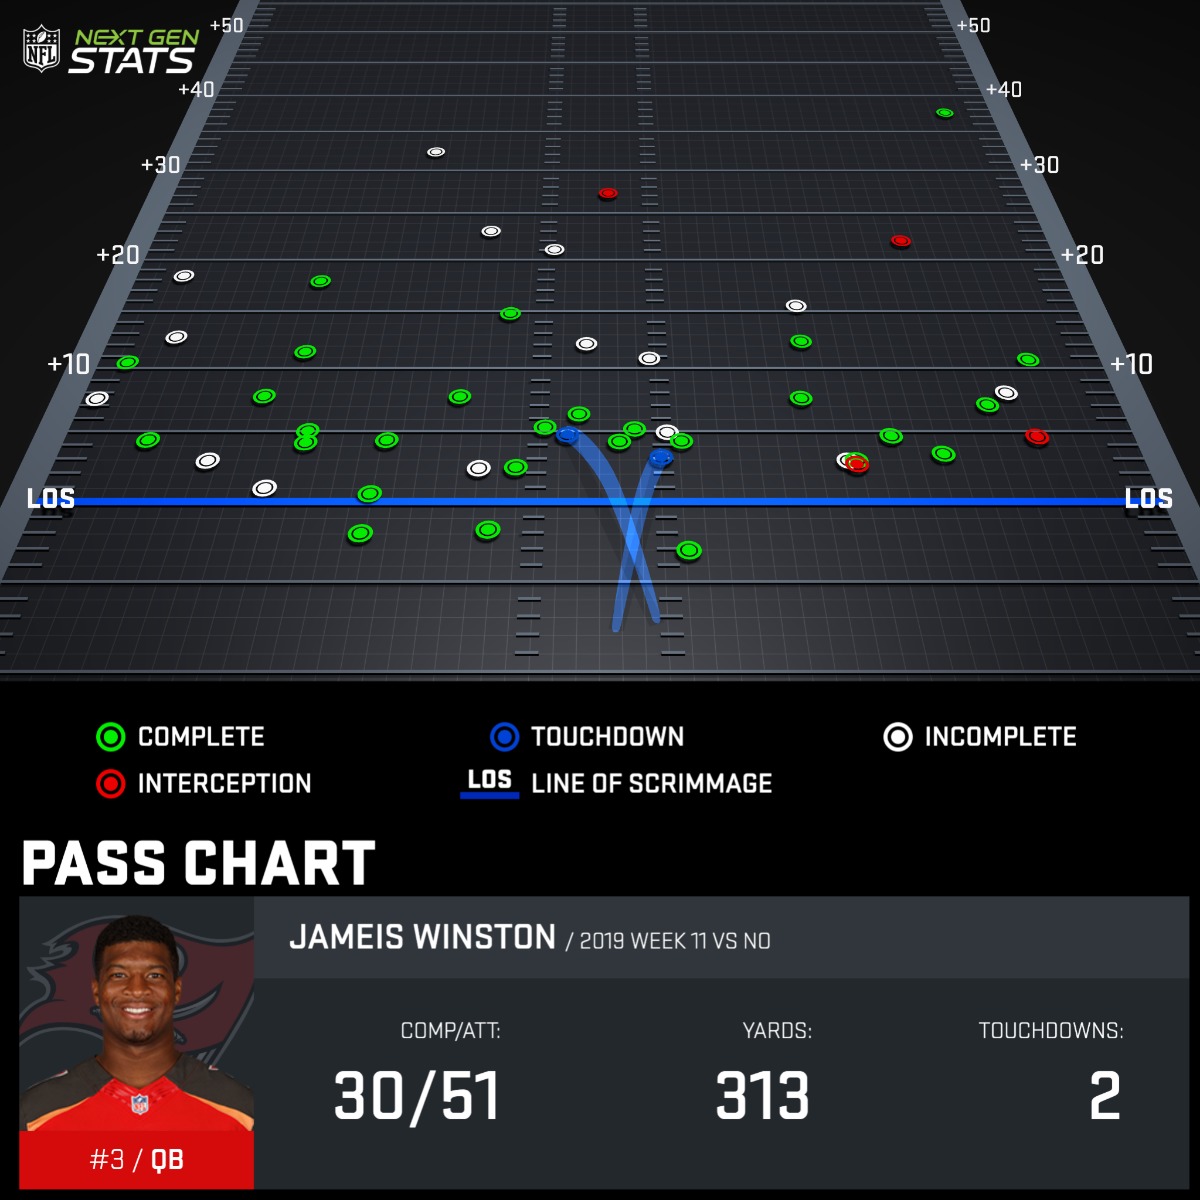 +50 +50
NFL NEXT GEN
STATS
+40 +40
+30 +30
+20 +20
+10 +10
LOS LOS
COMPLETE TOUCHDOWN INCOMPLETE
INTERCEPTION LOS LINE OF SCRIMMAGE
PASS CHART
JAMEIS WINSTON / 2019 WEEK 11 VS NO
COMP/ATT: YARDS: TOUCHDOWNS:
30/51 313 2
#3 / QB